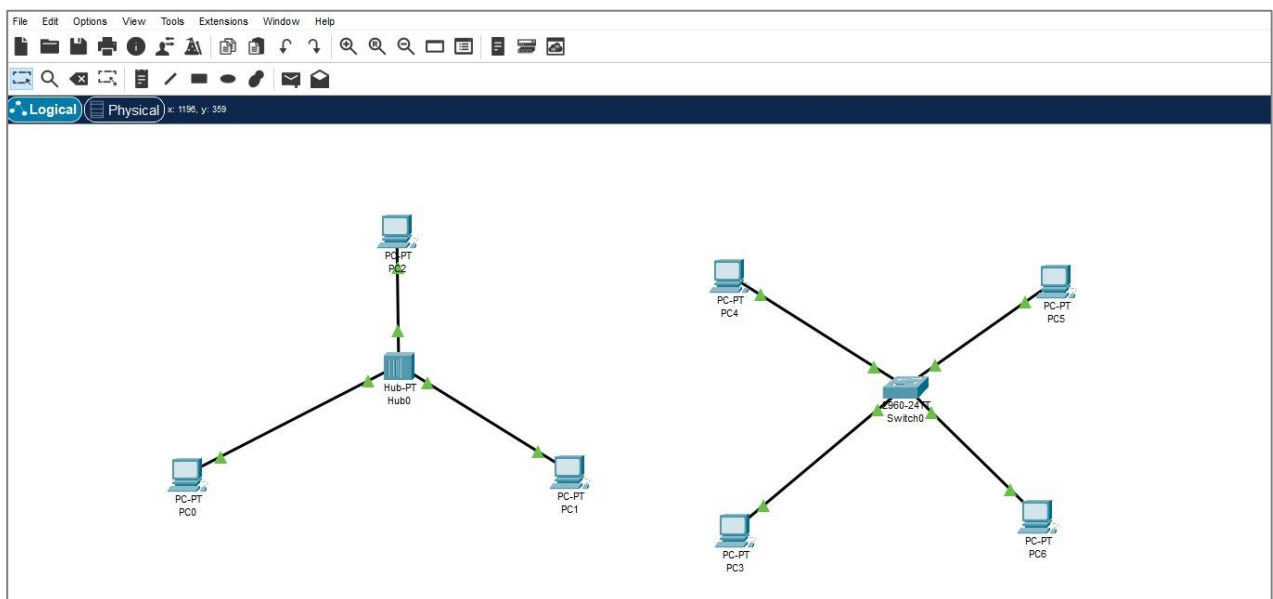 File Edit Options View Tools Extensions Window Help
Logical Physical x: 1196, y: 359
PC-PT
PC2
Hub-PT
Hub0
PC-PT
PC0
PC-PT
PC1
PC-PT
PC4
PC-PT
PC5
2960-24TT
Switch0
PC-PT
PC3
PC-PT
PC6